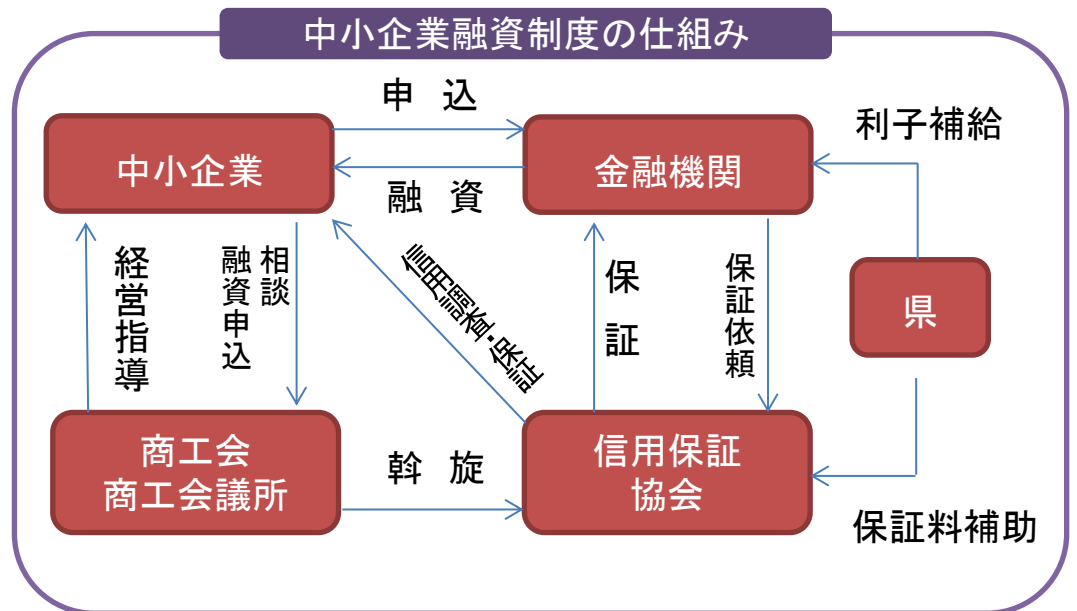 中小企業融資制度の仕組み
申 込
利子補給
中小企業
金融機関
融 資
経営指導
相談
融資申込
信用調査・保証
保証
保証依頼
県
商工会
商工会議所
斡 旋
信用保証
協会
保証料補助